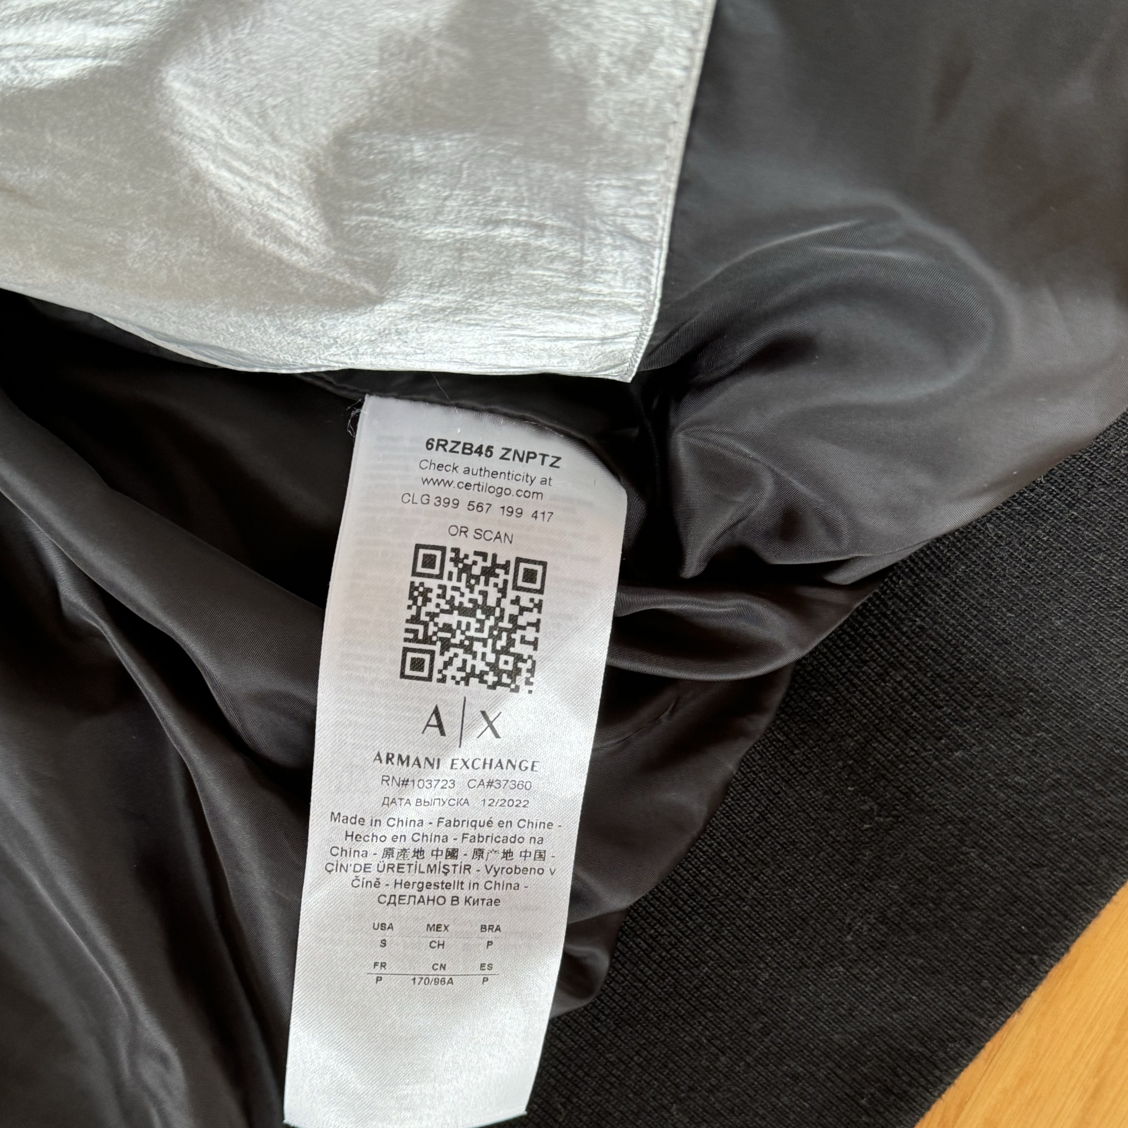 6RZB45 ZNPTZ
Check authenticity at
www.certilogo.com
CLG 399 567 199 417
OR SCAN
A|X
ARMANI EXCHANGE
RN#103723 CA#37360
ДАТА ВЫПУСКА 12/2022
Made in China - Fabriqué en Chine -
Hecho en China - Fabricado na
China - 原產地 中國 - 原产地 中国 -
ÇİN'DE ÜRETİLMİŞTİR - Vyrobeno v
Číně - Hergestellt in China -
СДЕЛАНО В Китае
USA MEX BRA
S CH P
FR CN ES
P 170/96A P